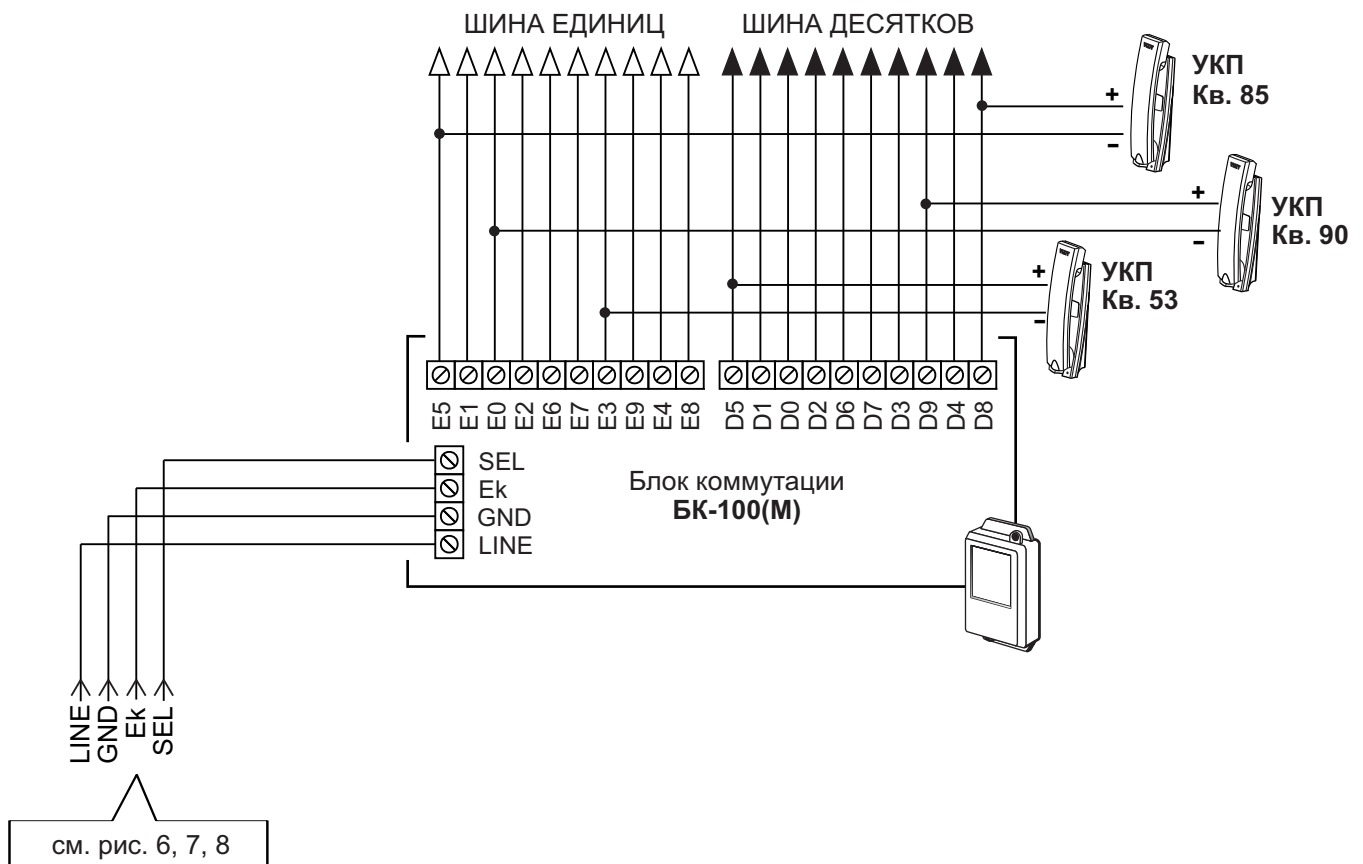 ШИНА ЕДИНИЦ
ШИНА ДЕСЯТКОВ
+
−
УКП
Кв. 85
+
−
УКП
Кв. 90
+
−
УКП
Кв. 53
E5 E1 E0 E2 E6 E7 E3 E9 E4 E8
D5 D1 D0 D2 D6 D7 D3 D9 D4 D8
SEL
Ek
GND
LINE
Блок коммутации
БК-100(М)
LINE
GND
Ek
SEL
см. рис. 6, 7, 8